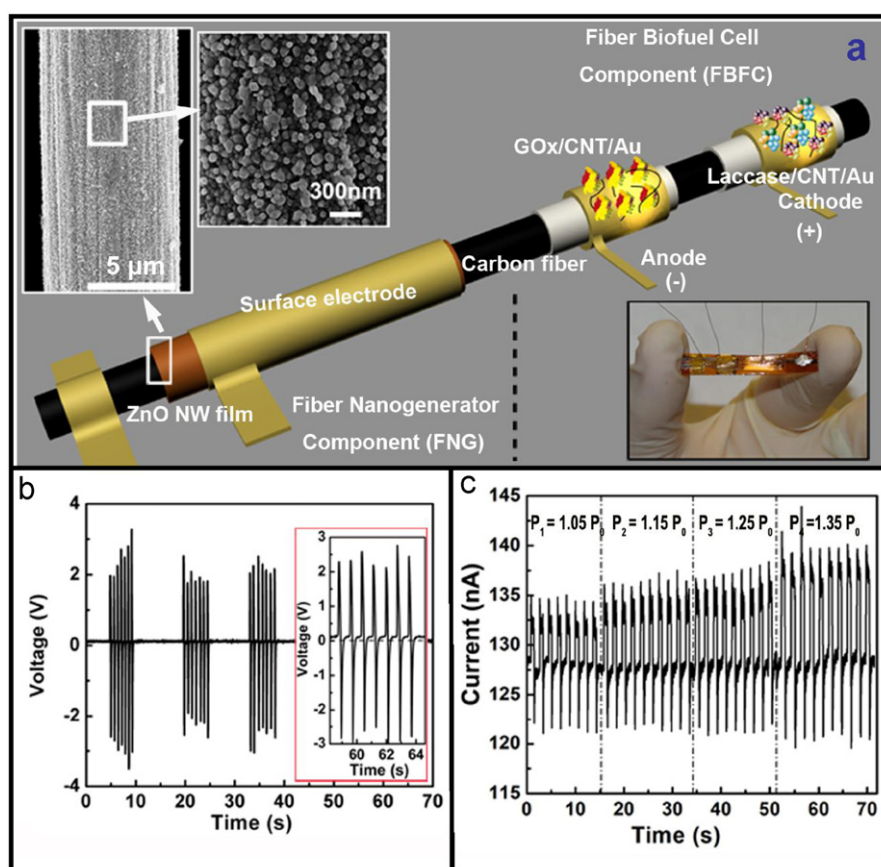 a
Fiber Biofuel Cell
Component (FBFC)
300nm
5 μm
GOx/CNT/Au
Laccase/CNT/Au
Cathode
(+)
Anode
(-)
Carbon fiber
Surface electrode
ZnO NW film
Fiber Nanogenerator
Component (FNG)
b
Voltage (V)
4
2
0
-2
-4
0 10 20 30 40 50 60 70
Time (s)
Voltage (V)
3
2
1
0
-1
-2
-3
60 62 64
Time (s)
c
Current (nA)
145
140
135
130
125
120
115
P1 = 1.05 P0
P2 = 1.15 P0
P3 = 1.25 P0
P4 =1.35 P0
0 10 20 30 40 50 60 70
Time (s)